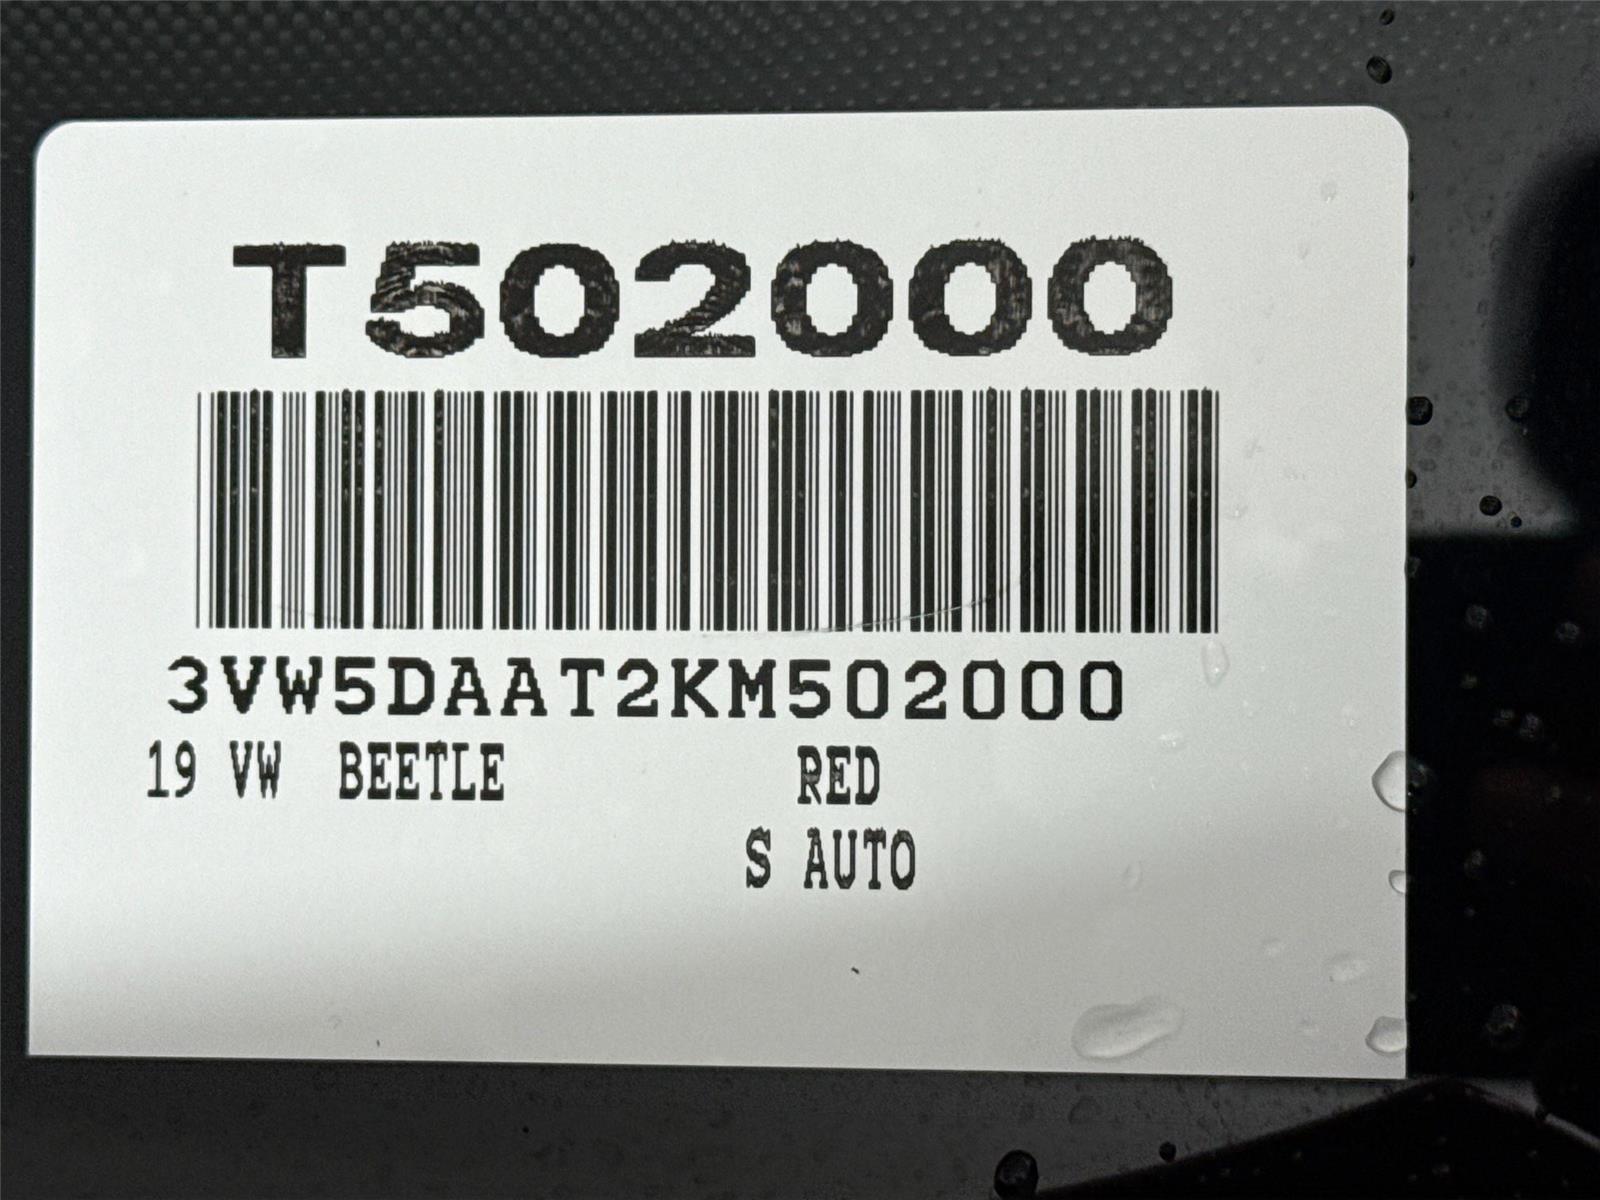 T502000
3VW5DAAT2KM502000
19 VW BEETLE RED
S AUTO